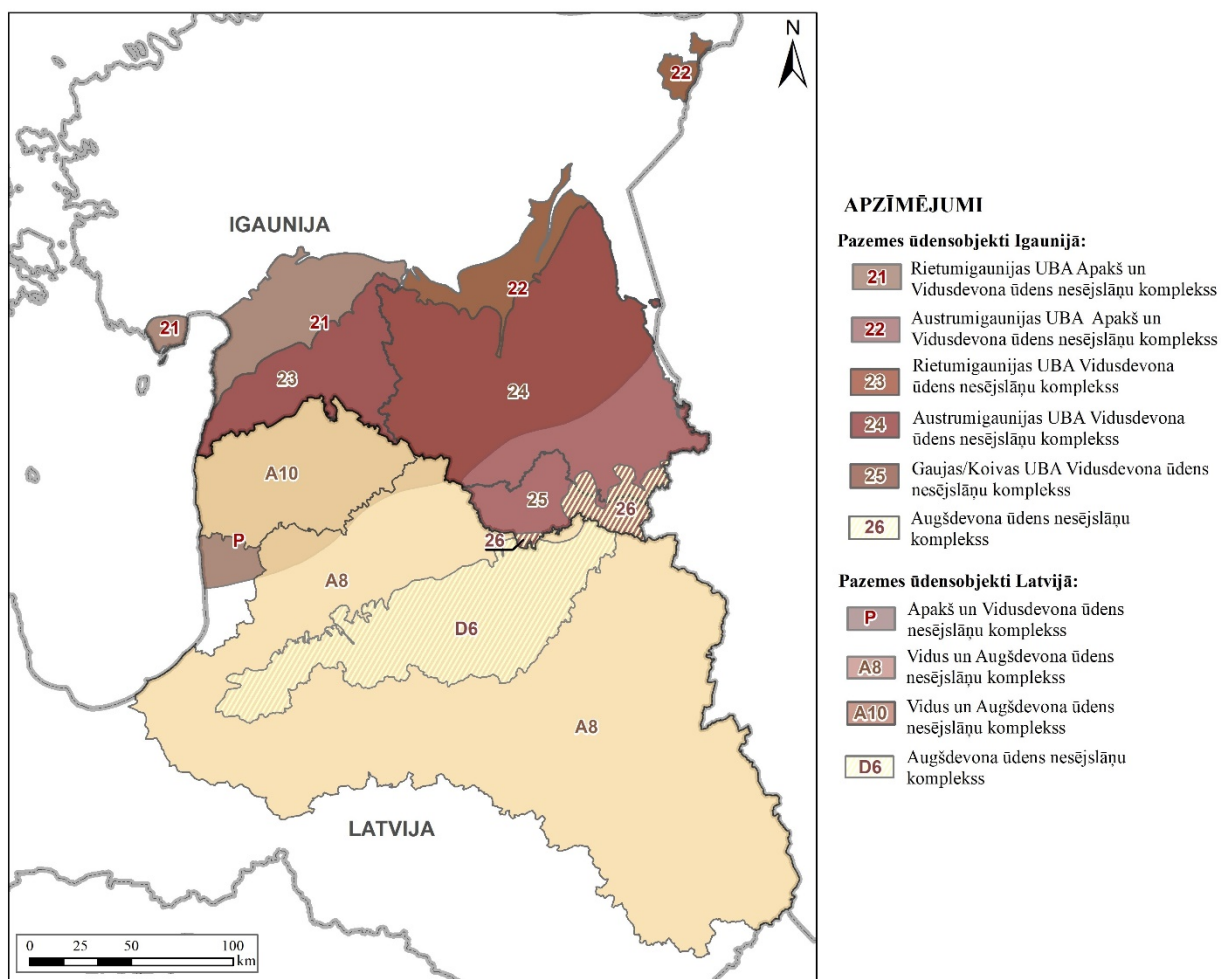 N
22
IGAUNIJA
22
21
21
23
24
A10
25
26
26
P
A8
D6
A8
LATVIJA
0 25 50 100
km
APZĪMĒJUMI
Pazemes ūdensobjekti Igaunijā:
21 Rietumigaunijas UBA Apakš un
Vidusdevona ūdens nesējslāņu komplekss
22 Austrumigaunijas UBA Apakš un
Vidusdevona ūdens nesējslāņu komplekss
23 Rietumigaunijas UBA Vidusdevona
ūdens nesējslāņu komplekss
24 Austrumigaunijas UBA Vidusdevona
ūdens nesējslāņu komplekss
25 Gaujas/Koivas UBA Vidusdevona ūdens
nesējslāņu komplekss
26 Augšdevona ūdens nesējslāņu
komplekss
Pazemes ūdensobjekti Latvijā:
P Apakš un Vidusdevona ūdens
nesējslāņu komplekss
A8 Vidus un Augšdevona ūdens
nesējslāņu komplekss
A10 Vidus un Augšdevona ūdens
nesējslāņu komplekss
D6 Augšdevona ūdens nesējslāņu
komplekss